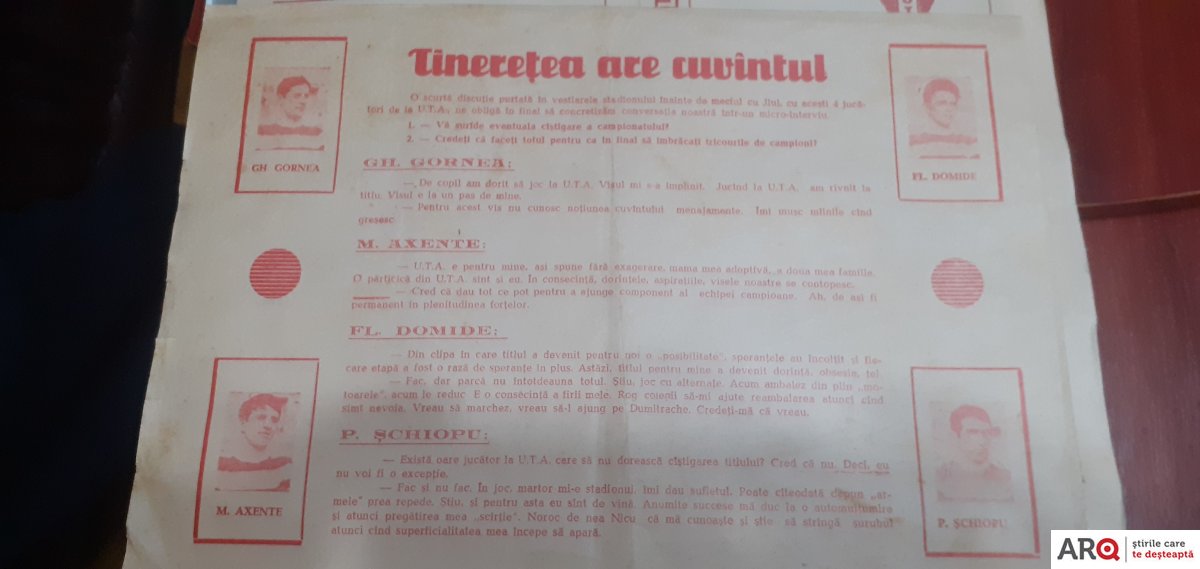 Tinerețea are cuvîntul
O scurtă discuție purtată în vestiarele stadionului înainte de meciul cu Jiul, cu acești 4 jucă-
tori de la U.T.A., ne obligă în final să concretizăm conversația noastră într-un micro-interviu.
1. — Vă surîde eventuala cîștigare a campionatului?
2. — Credeți că faceți totul pentru ca în final să îmbrăcați tricourile de campioni?
GH. GORNEA
FL. DOMIDE
GH. GORNEA:
— De copil am dorit să joc la U.T.A. Visul mi s-a împlinit. Jucînd la U.T.A. am rîvnit la
titlu. Visul e la un pas de mine.
— Pentru acest vis nu cunosc noțiunea cuvîntului menajamente. Îmi mușc mîinile cînd
greșesc.
M. AXENTE:
— U.T.A. e pentru mine, aș spune fără exagerare, mama mea adoptivă, a doua mea familie.
O părticică din U.T.A. sînt și eu. În consecință, dorințele, aspirațiile, visele noastre se contopesc.
— Cred că dau tot ce pot pentru a ajunge component al echipei campioane. Ah, de aș fi
permanent în plenitudinea forțelor.
FL. DOMIDE:
— Din clipa în care titlul a devenit pentru noi o „posibilitate", speranțele au încolțit și fie-
care etapă a fost o rază de speranțe în plus. Astăzi, titlul pentru mine a devenit dorință, obsesie, țel.
— Fac, dar parcă nu întotdeauna totul. Știu, joc cu alternațe. Acum ambalez din plin „mo-
toarele", acum le reduc. E o consecință a firii mele. Rog colegii să-mi ajute reambalarea atunci cînd
simt nevoia. Vreau să marchez, vreau să-l ajung pe Dumitrache. Credeți-mă că vreau.
P. ȘCHIOPU:
— Există oare jucător la U.T.A. care să nu dorească cîștigarea titlului? Cred că nu. Deci, eu
nu voi fi o excepție.
— Fac și nu fac. În joc, martor mi-e stadionul, îmi dau sufletul. Poate cîteodată depun „ar-
mele" prea repede. Știu, și pentru asta eu sînt de vină. Anumite succese mă duc la o automulțumire
și atunci pregătirea mea „scîrție". Noroc de nea Nicu că mă cunoaște și știe să strîngă șurubul
atunci cînd superficialitatea mea începe să apară.
M. AXENTE
P. ȘCHIOPU
ARQ știrile care
te deșteaptă